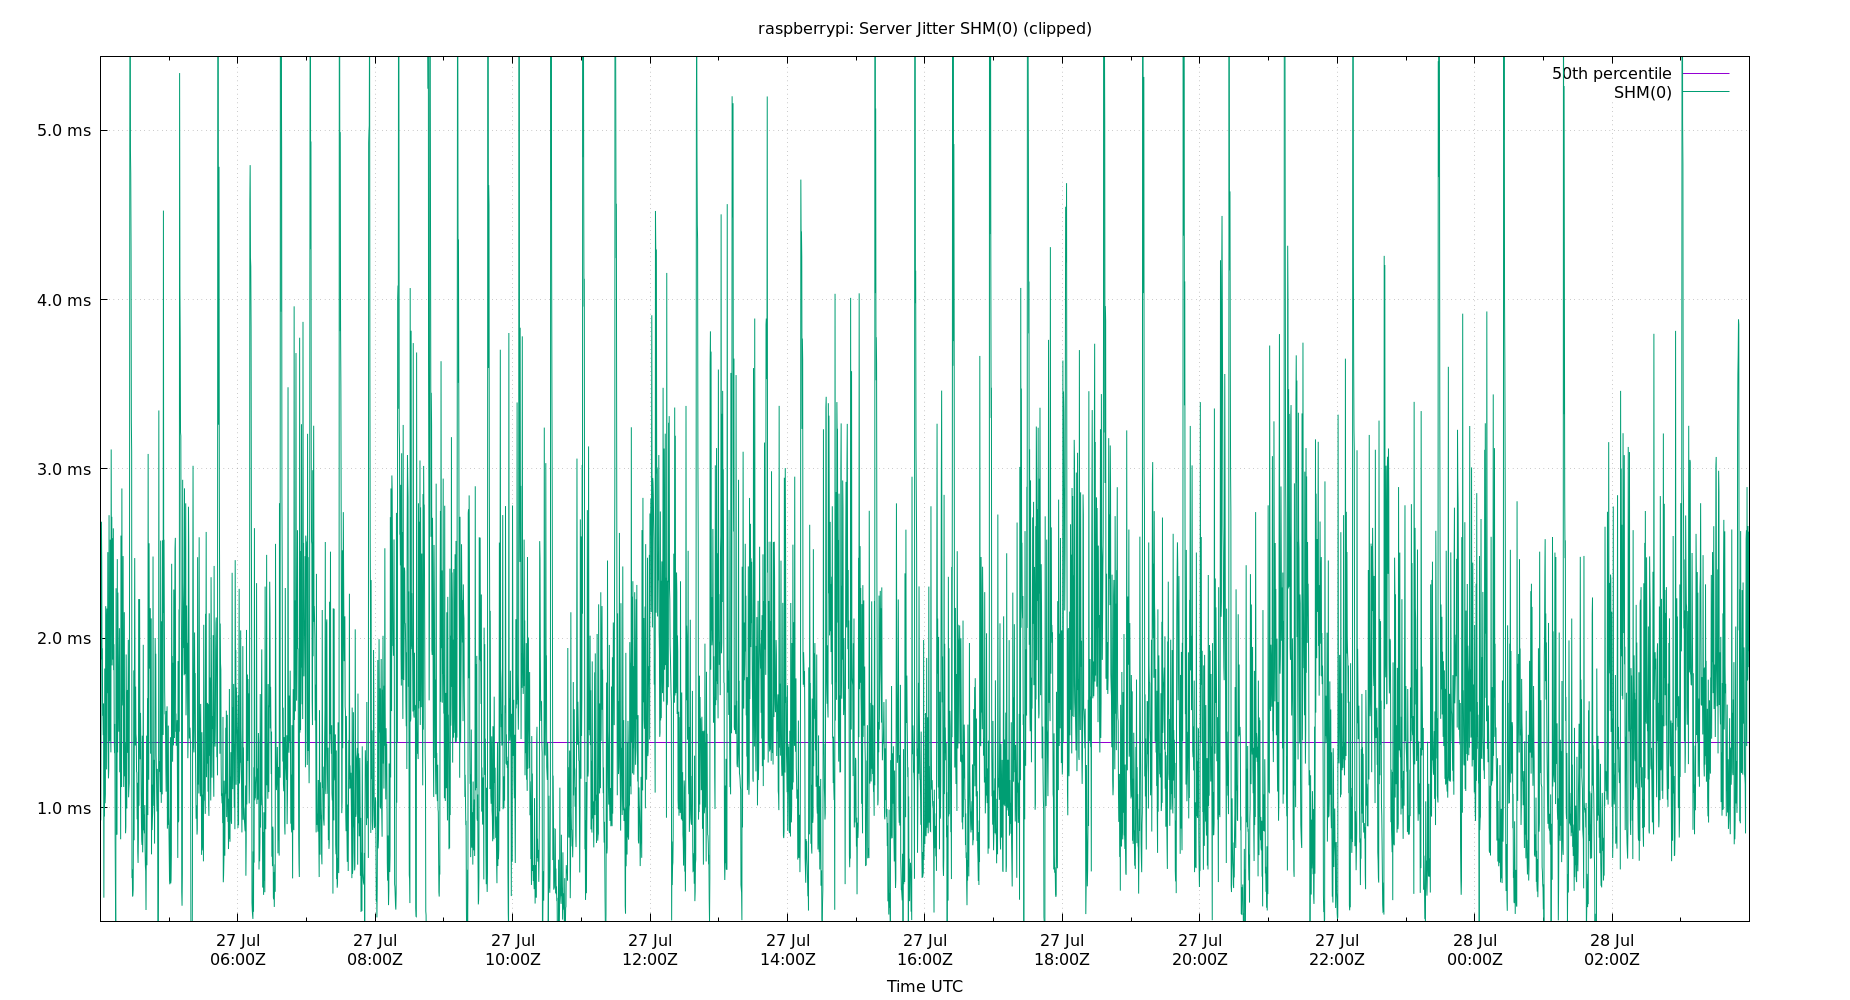 raspberrypi: Server Jitter SHM(0) (clipped)
50th percentile
SHM(0)
5.0 ms
4.0 ms
3.0 ms
2.0 ms
1.0 ms
27 Jul 27 Jul 27 Jul 27 Jul 27 Jul 27 Jul 27 Jul 27 Jul 27 Jul 28 Jul 28 Jul
06:00Z 08:00Z 10:00Z 12:00Z 14:00Z 16:00Z 18:00Z 20:00Z 22:00Z 00:00Z 02:00Z
Time UTC